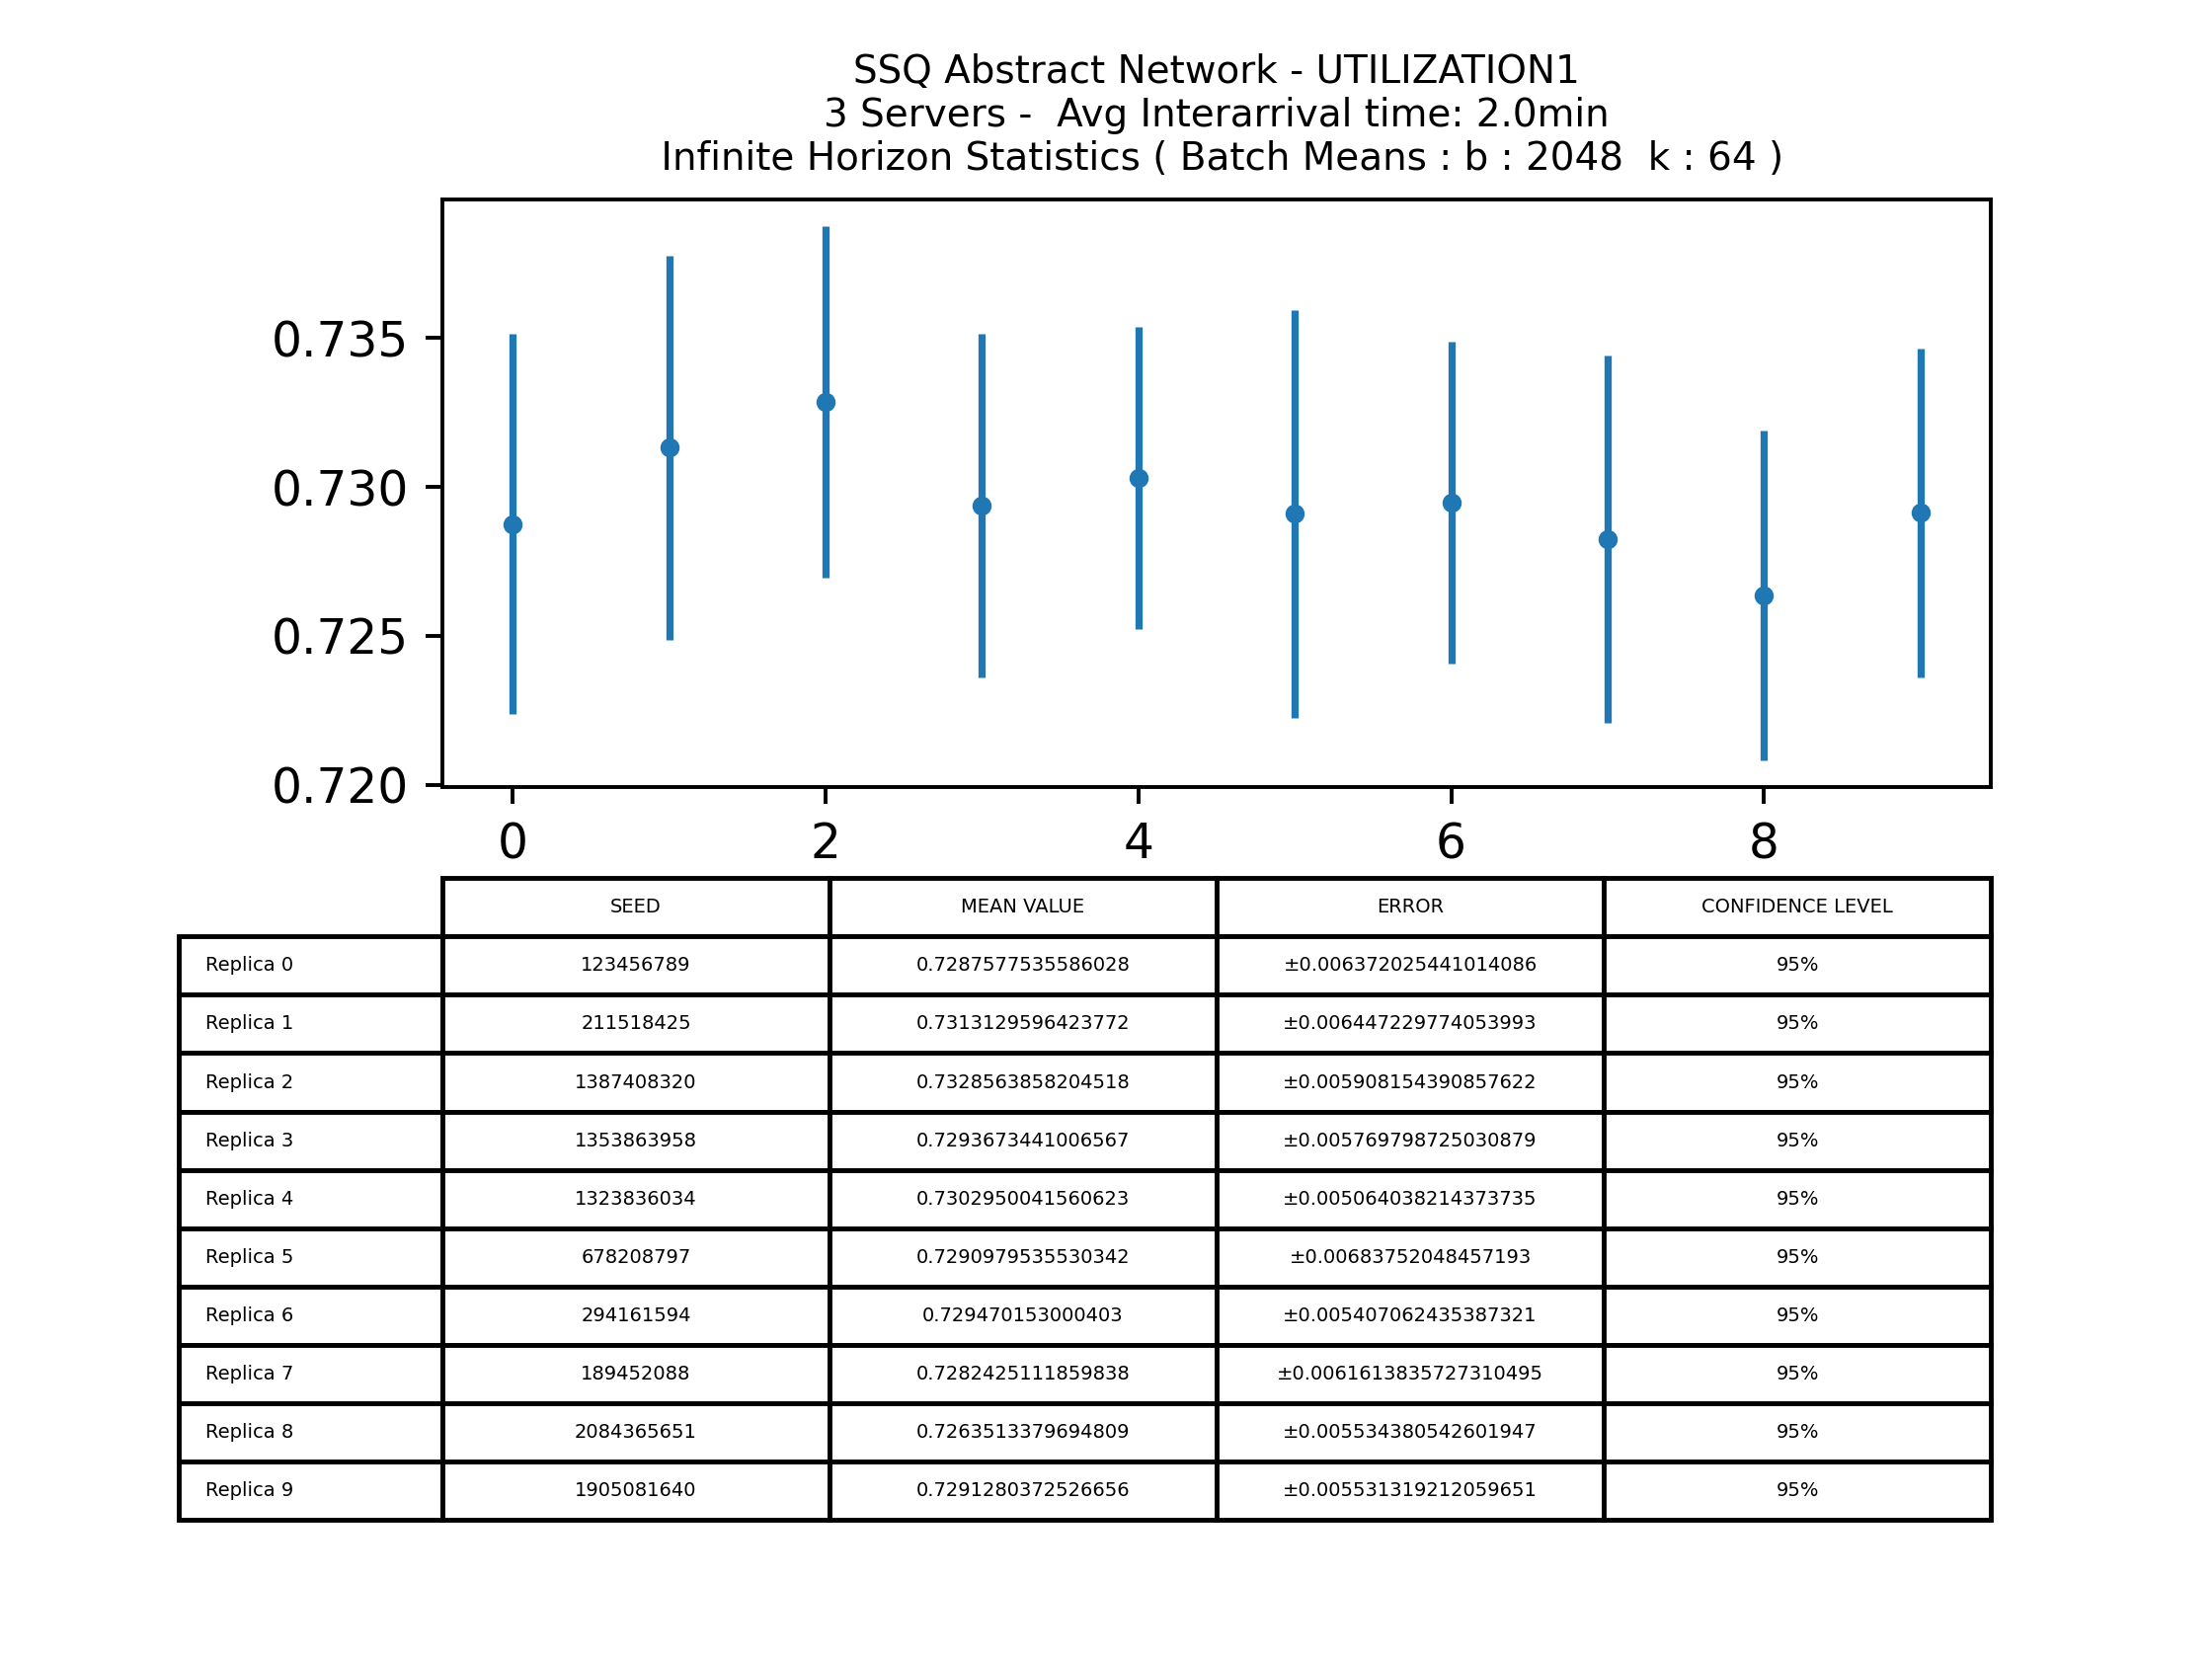 SSQ Abstract Network - UTILIZATION1
3 Servers -  Avg Interarrival time: 2.0min
Infinite Horizon Statistics ( Batch Means : b : 2048  k : 64 )
0.735
0.730
0.725
0.720
0 2 4 6 8
SEED MEAN VALUE ERROR CONFIDENCE LEVEL
Replica 0 123456789 0.7287577535586028 ±0.006372025441014086 95%
Replica 1 211518425 0.7313129596423772 ±0.006447229774053993 95%
Replica 2 1387408320 0.7328563858204518 ±0.005908154390857622 95%
Replica 3 1353863958 0.7293673441006567 ±0.005769798725030879 95%
Replica 4 1323836034 0.7302950041560623 ±0.005064038214373735 95%
Replica 5 678208797 0.7290979535530342 ±0.00683752048457193 95%
Replica 6 294161594 0.729470153000403 ±0.005407062435387321 95%
Replica 7 189452088 0.7282425111859838 ±0.0061613835727310495 95%
Replica 8 2084365651 0.7263513379694809 ±0.005534380542601947 95%
Replica 9 1905081640 0.7291280372526656 ±0.005531319212059651 95%